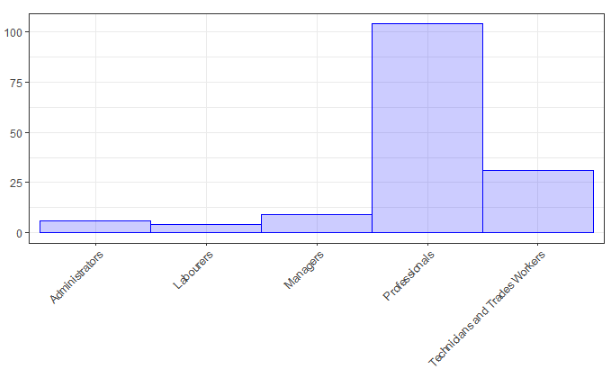 100
75
50
25
0
Administrators
Labourers
Managers
Professionals
Technicians and Trades Workers